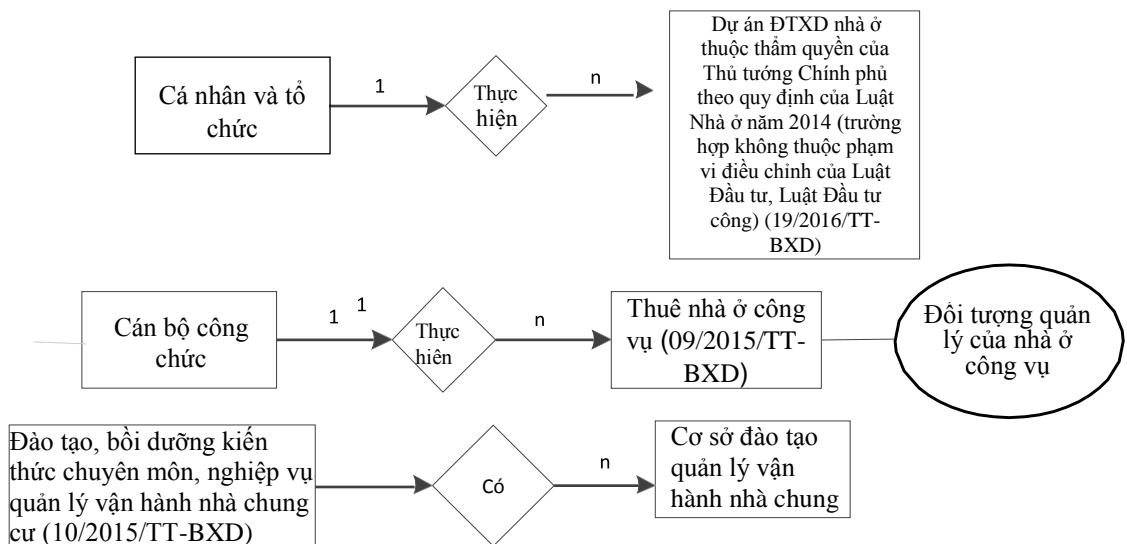 Cá nhân và tổ
chức
1
Thực
hiện
n
Dự án ĐTXD nhà ở
thuộc thẩm quyền của
Thủ tướng Chính phủ
theo quy định của Luật
Nhà ở năm 2014 (trường
hợp không thuộc phạm
vi điều chỉnh của Luật
Đầu tư, Luật Đầu tư
công) (19/2016/TT-
BXD)
Cán bộ công
chức
1
1
Thực
hiên
n
Thuê nhà ở công
vụ (09/2015/TT-
BXD)
Đối tượng quản
lý của nhà ở
công vụ
Đào tạo, bồi dưỡng kiến
thức chuyên môn, nghiệp vụ
quản lý vận hành nhà chung
cư (10/2015/TT-BXD)
Có
n
Cơ sở đào tạo
quản lý vận
hành nhà chung